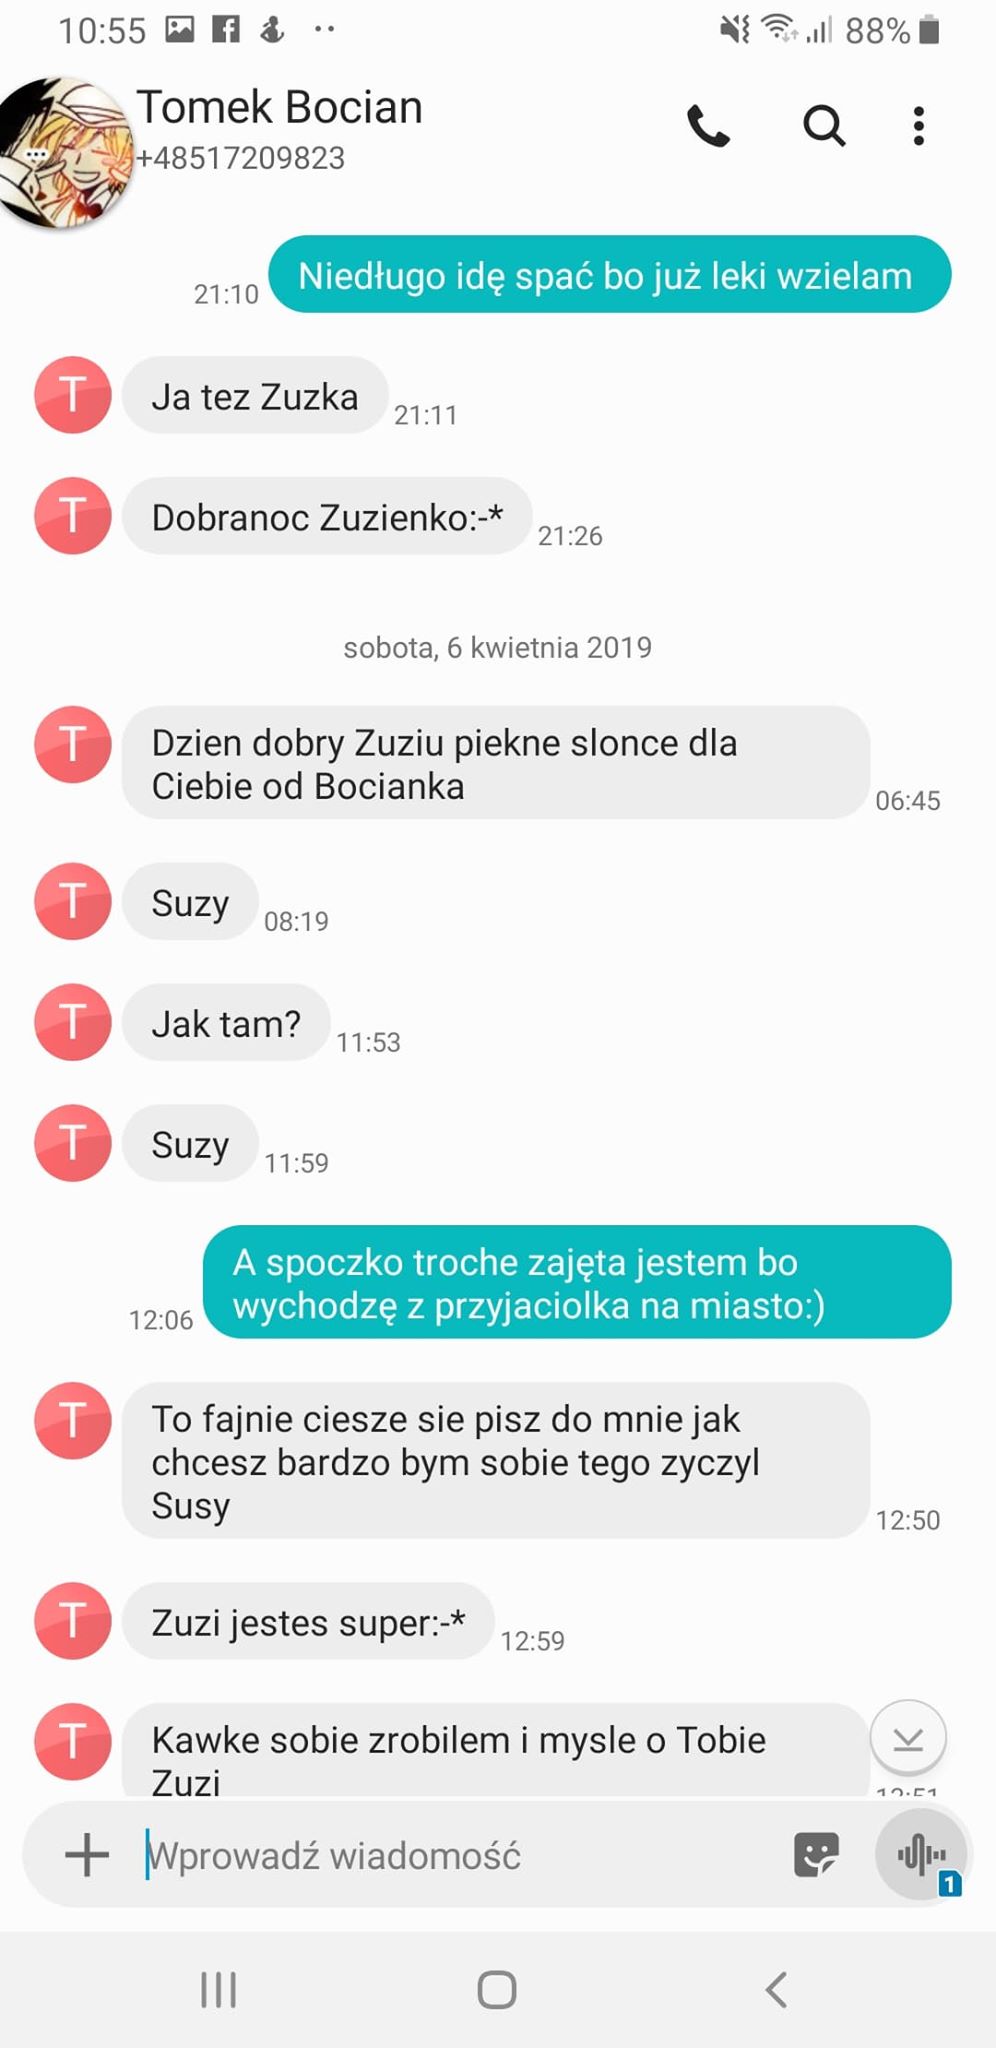 10:55
88%
Tomek Bocian
+48517209823
21:10
Niedługo idę spać bo już leki wzielam
T
Ja tez Zuzka
21:11
T
Dobranoc Zuzienko:-*
21:26
sobota, 6 kwietnia 2019
T
Dzien dobry Zuziu piekne slonce dla
Ciebie od Bocianka
06:45
T
Suzy
08:19
T
Jak tam?
11:53
T
Suzy
11:59
A spoczko troche zajęta jestem bo
wychodzę z przyjaciolka na miasto:)
12:06
T
To fajnie ciesze sie pisz do mnie jak
chcesz bardzo bym sobie tego zyczyl
Susy
12:50
T
Zuzi jestes super:-*
12:59
T
Kawke sobie zrobilem i mysle o Tobie
Zuzi
Wprowadź wiadomość
1